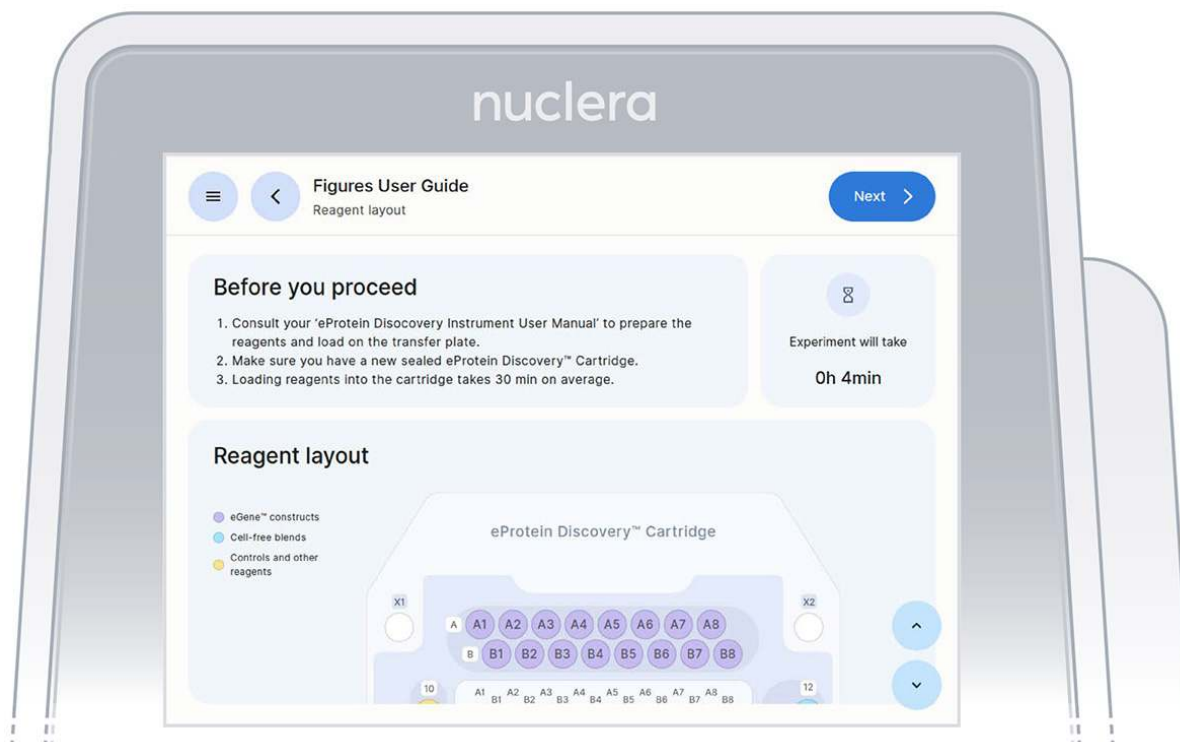 nuclera
Figures User Guide
Reagent layout
Next
Before you proceed
1. Consult your ‘eProtein Disocovery Instrument User Manual’ to prepare the
reagents and load on the transfer plate.
2. Make sure you have a new sealed eProtein Discovery™ Cartridge.
3. Loading reagents into the cartridge takes 30 min on average.
Experiment will take
0h 4min
Reagent layout
eGene™ constructs
Cell-free blends
Controls and other
reagents
eProtein Discovery™ Cartridge
X1
X2
A A1 A2 A3 A4 A5 A6 A7 A8
B B1 B2 B3 B4 B5 B6 B7 B8
10
A1 A2 A3 A4 A5 A6 A7 A8
B1 B2 B3 B4 B5 B6 B7 B8
12